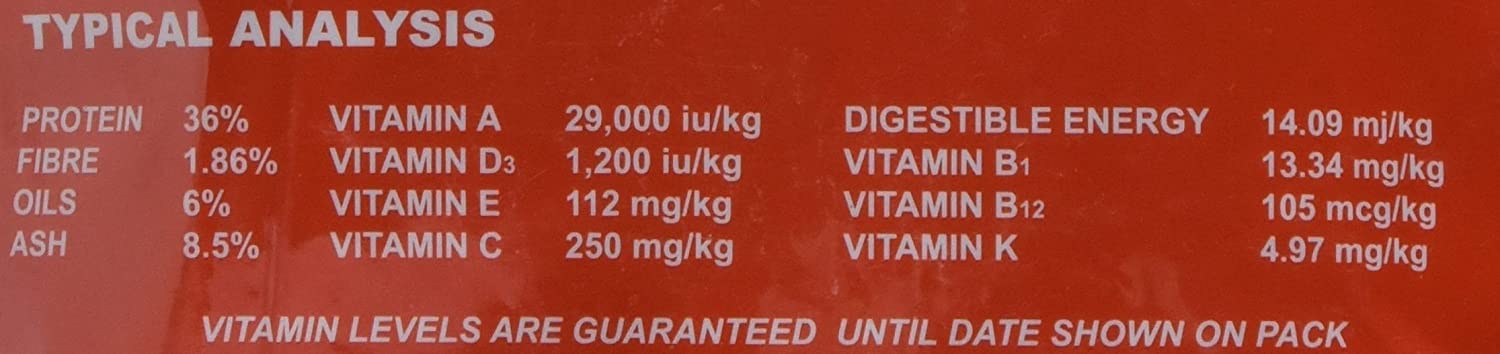 TYPICAL ANALYSIS
PROTEIN 36% VITAMIN A 29,000 iu/kg DIGESTIBLE ENERGY 14.09 mj/kg
FIBRE 1.86% VITAMIN D3 1,200 iu/kg VITAMIN B1 13.34 mg/kg
OILS 6% VITAMIN E 112 mg/kg VITAMIN B12 105 mcg/kg
ASH 8.5% VITAMIN C 250 mg/kg VITAMIN K 4.97 mg/kg
VITAMIN LEVELS ARE GUARANTEED UNTIL DATE SHOWN ON PACK